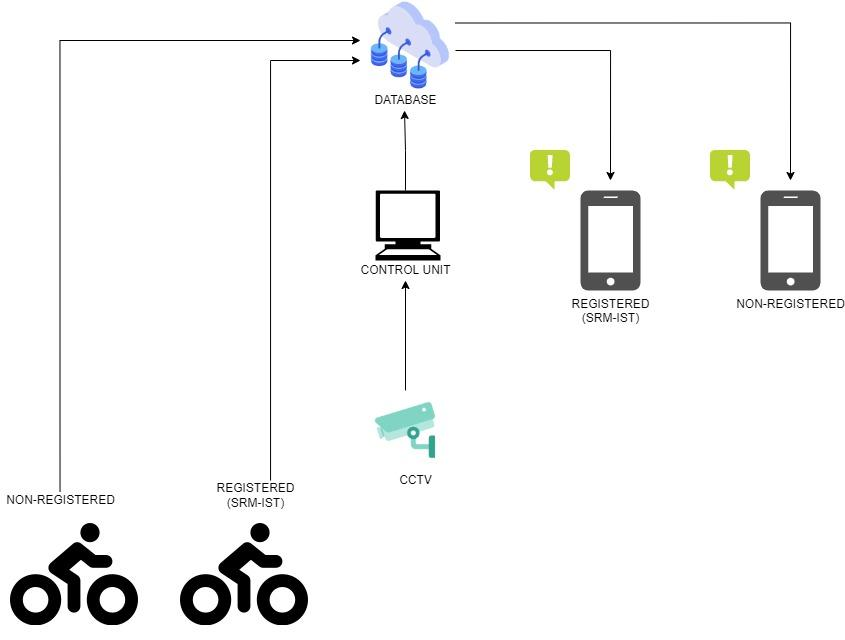 DATABASE
CONTROL UNIT
REGISTERED
(SRM-IST)
NON-REGISTERED
CCTV
NON-REGISTERED
REGISTERED
(SRM-IST)